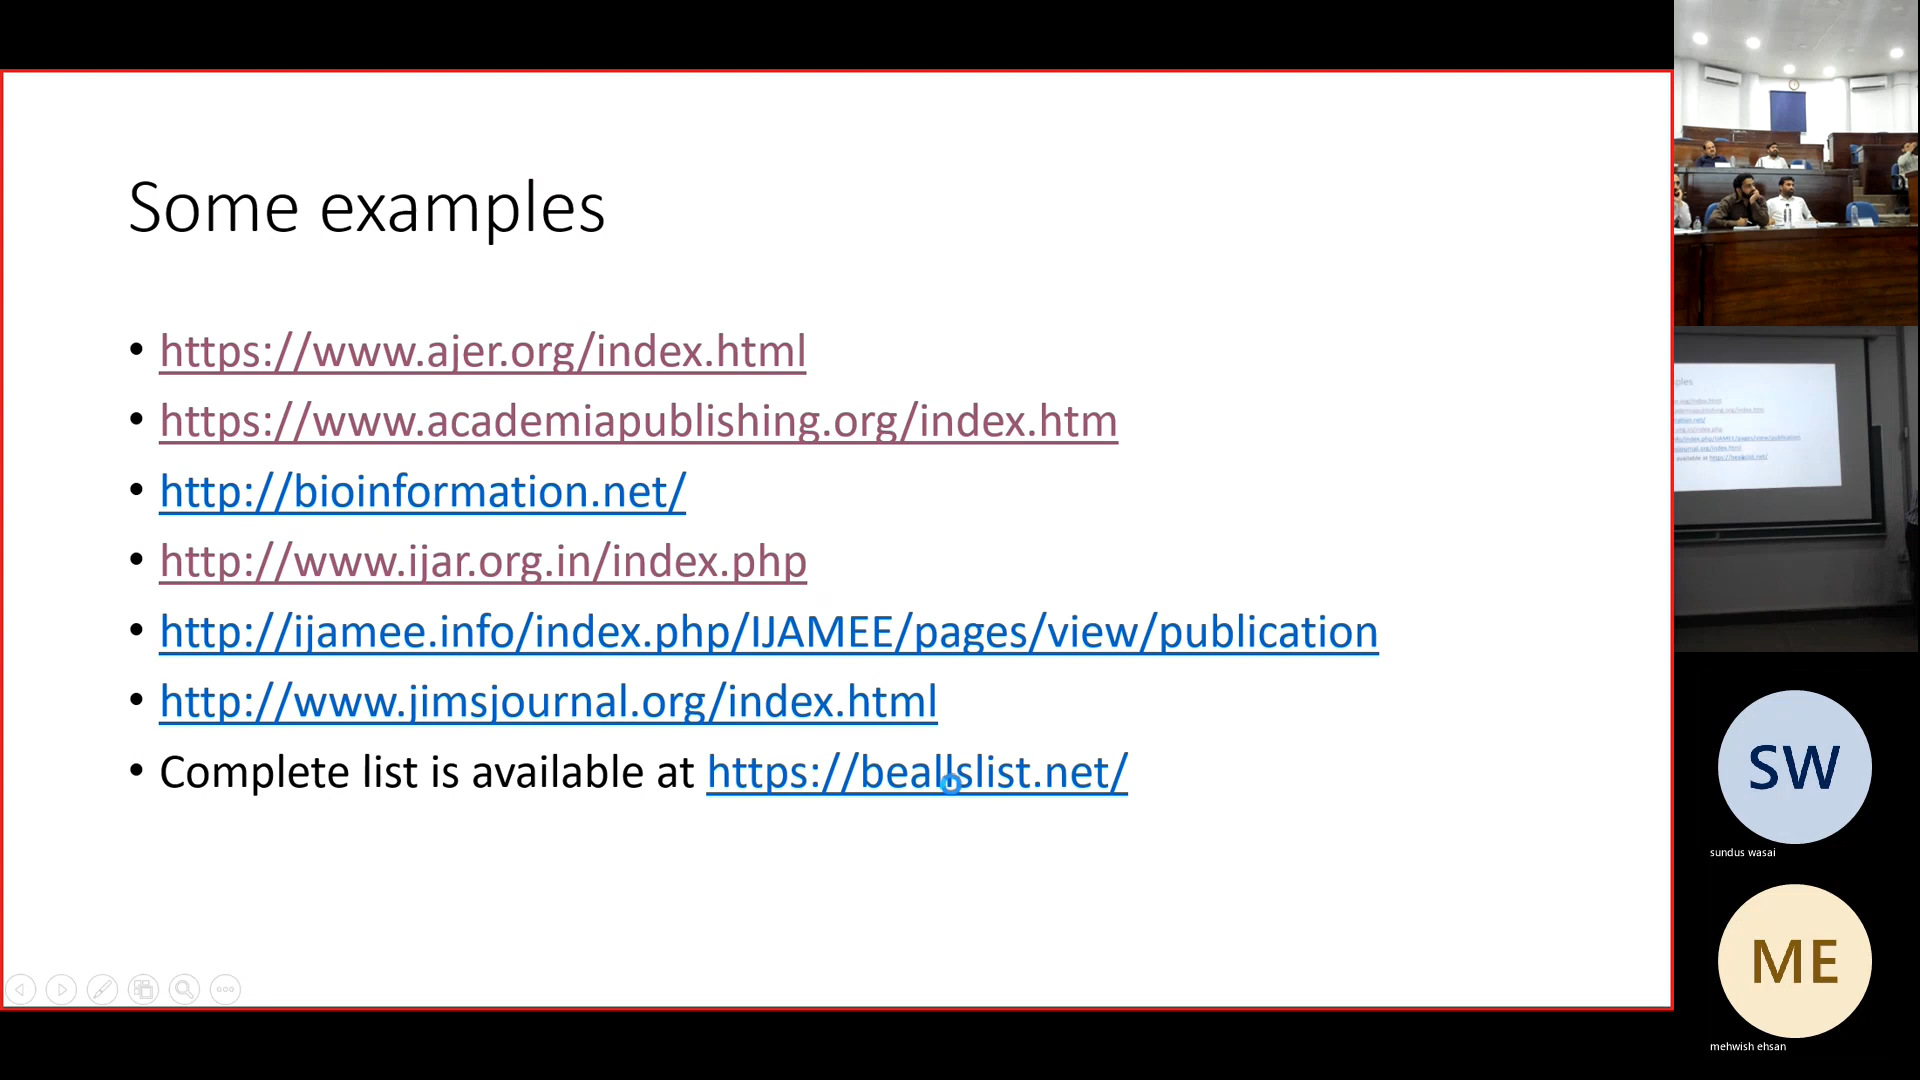 Some examples
• https://www.ajer.org/index.html
• https://www.academiapublishing.org/index.htm
• http://bioinformation.net/
• http://www.ijar.org.in/index.php
• http://ijamee.info/index.php/IJAMEE/pages/view/publication
• http://www.jimsjournal.org/index.html
• Complete list is available at https://beallslist.net/
SW
sundus wasai
ME
mehwish ehsan